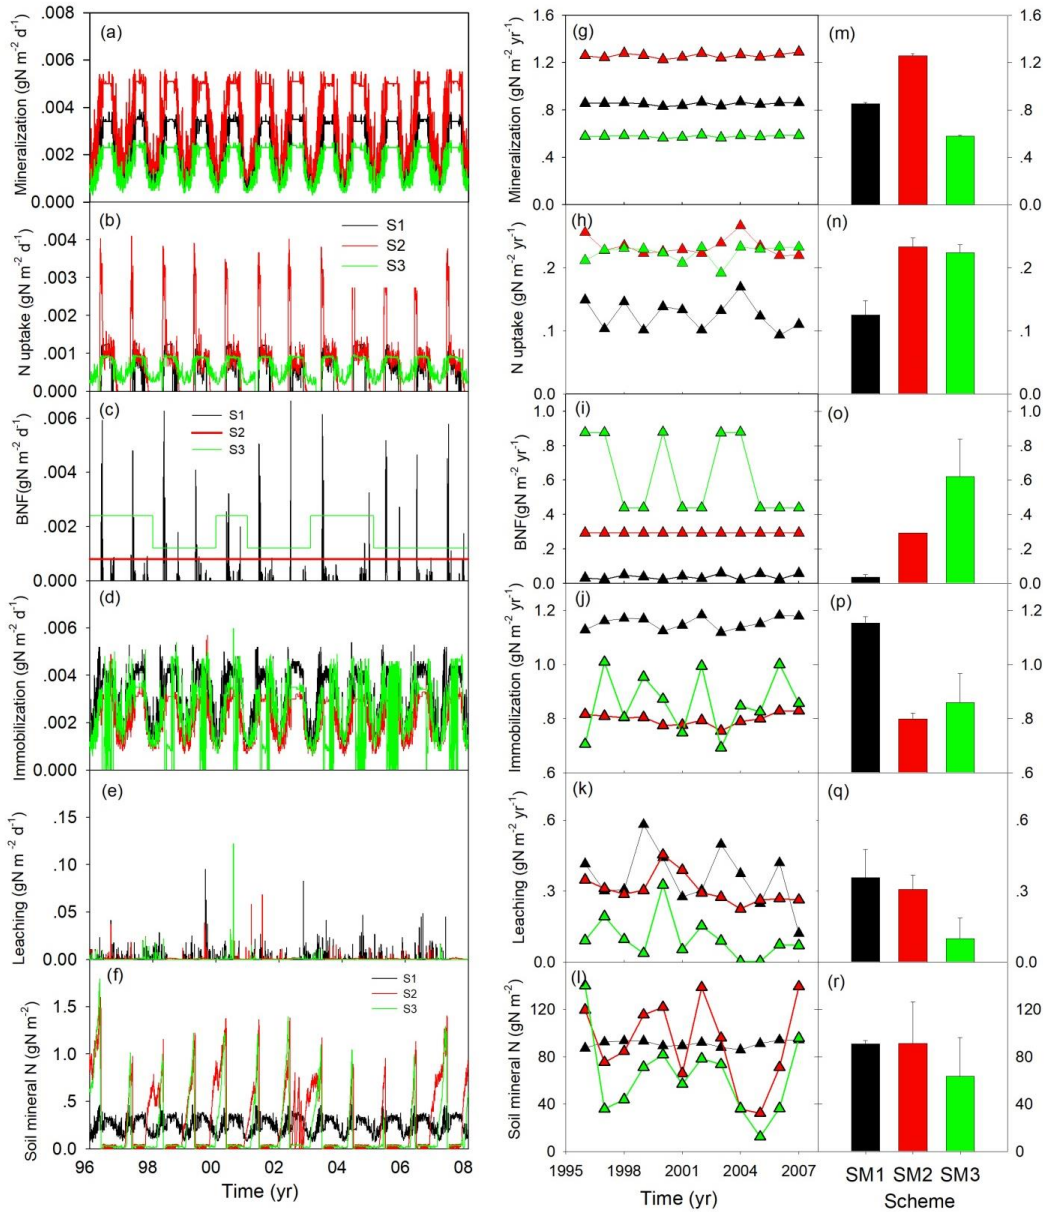 (a)
Mineralization (gN m⁻² d⁻¹)
.008
.006
.004
.002
0.000
(b)
N uptake (gN m⁻² d⁻¹)
.004
.003
.002
.001
0.000
S1
S2
S3
(c)
BNF(gN m⁻² d⁻¹)
.006
.004
.002
0.000
S1
S2
S3
(d)
Immobilization (gN m⁻² d⁻¹)
.006
.004
.002
0.000
(e)
Leaching (gN m⁻² d⁻¹)
.15
.10
.05
0.00
(f)
Soil mineral N (gN m⁻²)
1.5
1.0
.5
0.0
S1
S2
S3
96 98 00 02 04 06 08
Time (yr)
(g)
Mineralization (gN m⁻² yr⁻¹)
1.6
1.2
.8
.4
0.0
(h)
N uptake (gN m⁻² yr⁻¹)
.2
.1
0.0
(i)
BNF(gN m⁻² yr⁻¹)
1.0
.8
.6
.4
.2
0.0
(j)
Immobilization (gN m⁻² yr⁻¹)
1.2
1.0
.8
.6
(k)
Leaching (gN m⁻² yr⁻¹)
.6
.3
0.0
(l)
Soil mineral N (gN m⁻²)
120
80
40
0
1995 1998 2001 2004 2007
Time (yr)
(m)
1.6
1.2
.8
.4
0.0
(n)
.2
.1
0.0
(o)
1.0
.8
.6
.4
.2
0.0
(p)
1.2
1.0
.8
.6
(q)
.6
.3
0.0
(r)
120
80
40
0
SM1 SM2 SM3
Scheme